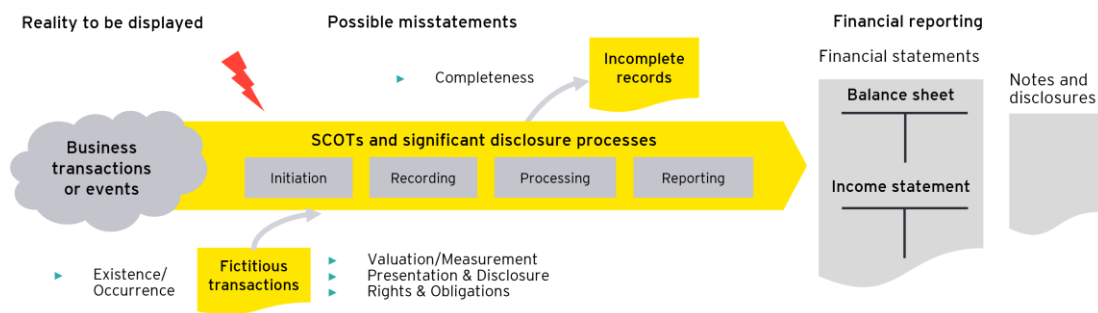 Reality to be displayed
Possible misstatements
Financial reporting
Completeness
Incomplete
records
Financial statements
Notes and
disclosures
Balance sheet
Business
transactions
or events
SCOTs and significant disclosure processes
Initiation
Recording
Processing
Reporting
Income statement
Existence/
Occurrence
Fictitious
transactions
Valuation/Measurement
Presentation & Disclosure
Rights & Obligations